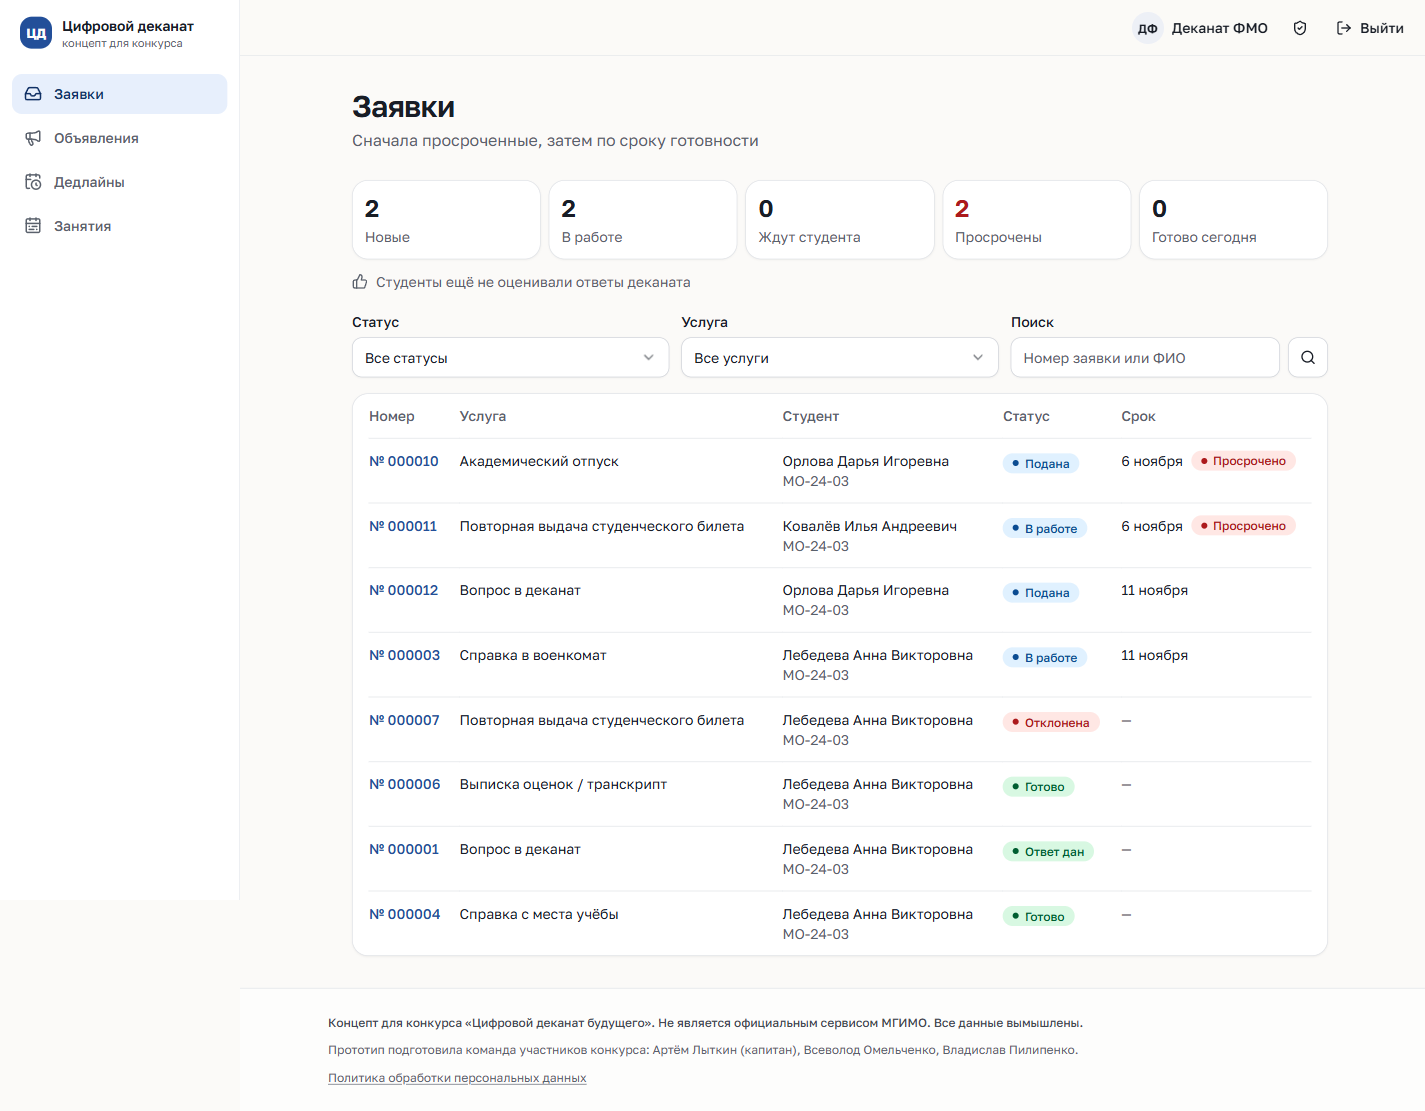 ЦД
Цифровой деканат
концепт для конкурса
ДФ Деканат ФМО
Выйти
Заявки
Объявления
Дедлайны
Занятия
Заявки
Сначала просроченные, затем по сроку готовности
2
Новые
2
В работе
0
Ждут студента
2
Просрочены
0
Готово сегодня
Студенты ещё не оценивали ответы деканата
Статус
Все статусы
Услуга
Все услуги
Поиск
Номер заявки или ФИО
Номер Услуга Студент Статус Срок
№ 000010 Академический отпуск Орлова Дарья Игоревна Подана 6 ноября Просрочено
МО-24-03
№ 000011 Повторная выдача студенческого билета Ковалёв Илья Андреевич В работе 6 ноября Просрочено
МО-24-03
№ 000012 Вопрос в деканат Орлова Дарья Игоревна Подана 11 ноября
МО-24-03
№ 000003 Справка в военкомат Лебедева Анна Викторовна В работе 11 ноября
МО-24-03
№ 000007 Повторная выдача студенческого билета Лебедева Анна Викторовна Отклонена —
МО-24-03
№ 000006 Выписка оценок / транскрипт Лебедева Анна Викторовна Готово —
МО-24-03
№ 000001 Вопрос в деканат Лебедева Анна Викторовна Ответ дан —
МО-24-03
№ 000004 Справка с места учёбы Лебедева Анна Викторовна Готово —
МО-24-03
Концепт для конкурса «Цифровой деканат будущего». Не является официальным сервисом МГИМО. Все данные вымышлены.
Прототип подготовила команда участников конкурса: Артём Лыткин (капитан), Всеволод Омельченко, Владислав Пилипенко.
Политика обработки персональных данных